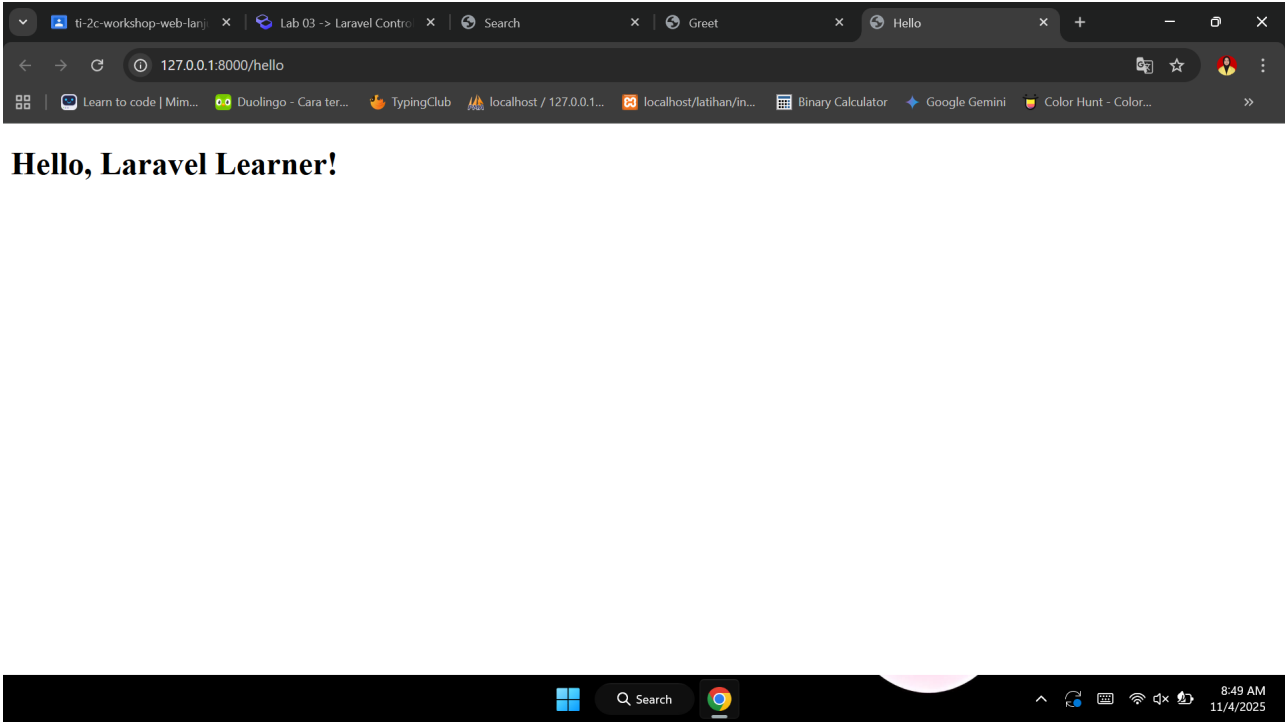 ti-2c-workshop-web-lanj
Lab 03 -> Laravel Contro
Search
Greet
Hello
127.0.0.1:8000/hello
Learn to code | Mim...
Duolingo - Cara ter...
TypingClub
localhost / 127.0.0.1...
localhost/latihan/in...
Binary Calculator
Google Gemini
Color Hunt - Color...
Hello, Laravel Learner!
Search
8:49 AM
11/4/2025